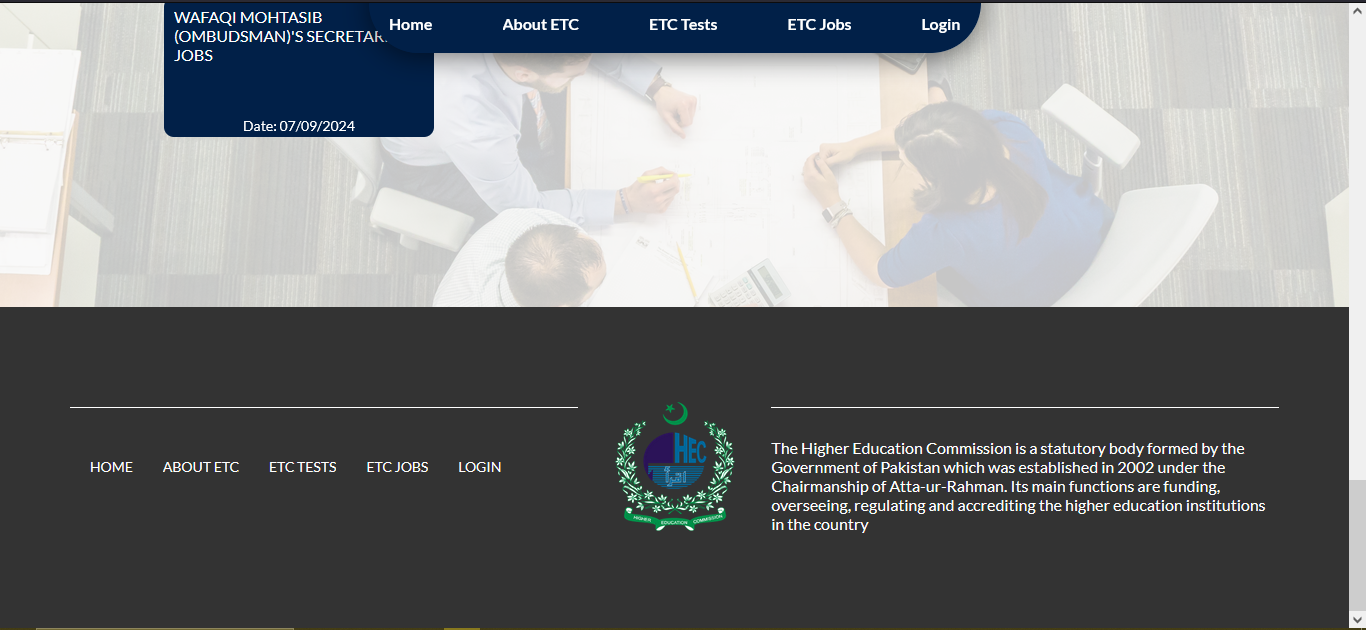 Home About ETC ETC Tests ETC Jobs Login
WAFAQI MOHTASIB
(OMBUDSMAN)'S
JOBS
Date: 07/09/2024
HOME ABOUT ETC ETC TESTS ETC JOBS LOGIN
HEC
HIGHER EDUCATION COMMISSION
The Higher Education Commission is a statutory body formed by the
Government of Pakistan which was established in 2002 under the
Chairmanship of Atta-ur-Rahman. Its main functions are funding,
overseeing, regulating and accrediting the higher education institutions
in the country